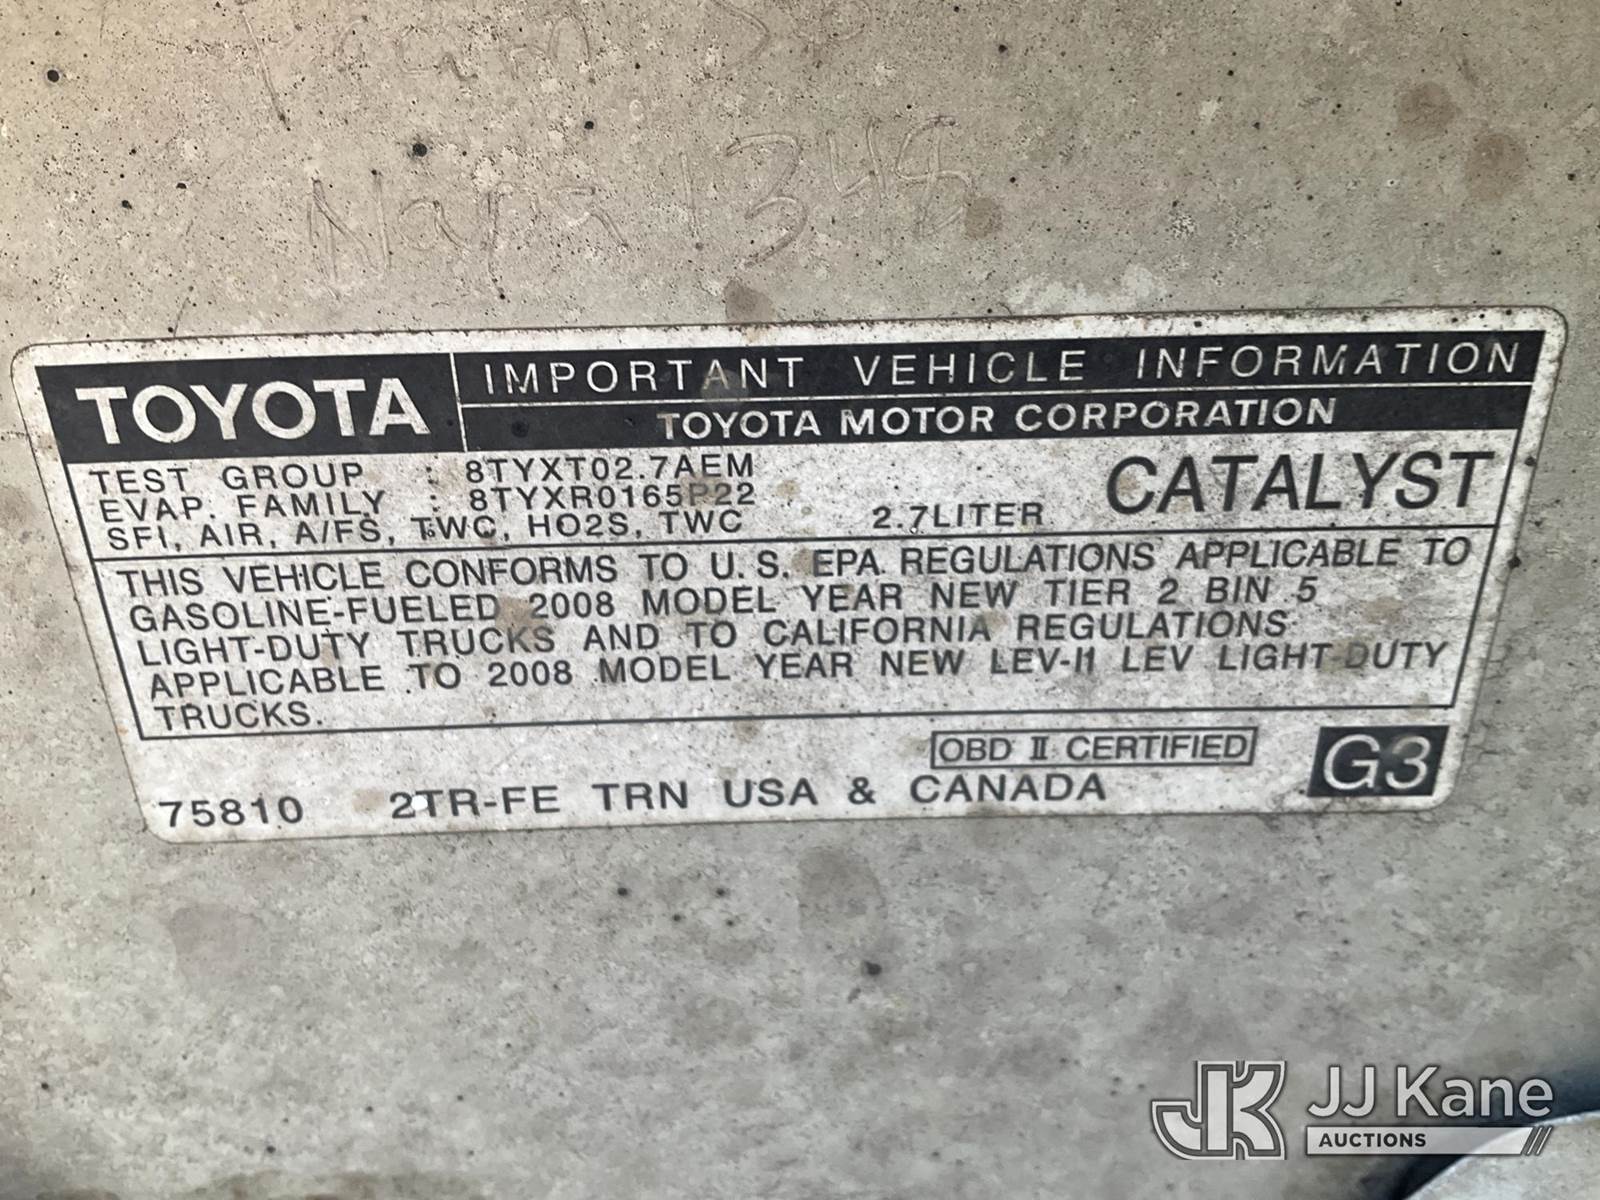 Napa 1348
TOYOTA
IMPORTANT VEHICLE INFORMATION
TOYOTA MOTOR CORPORATION
TEST GROUP : 8TYXT02.7AEM
EVAP. FAMILY : 8TYXR0165P22
SFI, AIR, A/FS, TWC, HO2S, TWC 2.7LITER CATALYST
THIS VEHICLE CONFORMS TO U.S. EPA REGULATIONS APPLICABLE TO
GASOLINE-FUELED 2008 MODEL YEAR NEW TIER 2 BIN 5
LIGHT-DUTY TRUCKS AND TO CALIFORNIA REGULATIONS
APPLICABLE TO 2008 MODEL YEAR NEW LEV-II LEV LIGHT-DUTY
TRUCKS.
OBD II CERTIFIED
75810 2TR-FE TRN USA & CANADA G3
JK JJ Kane
AUCTIONS